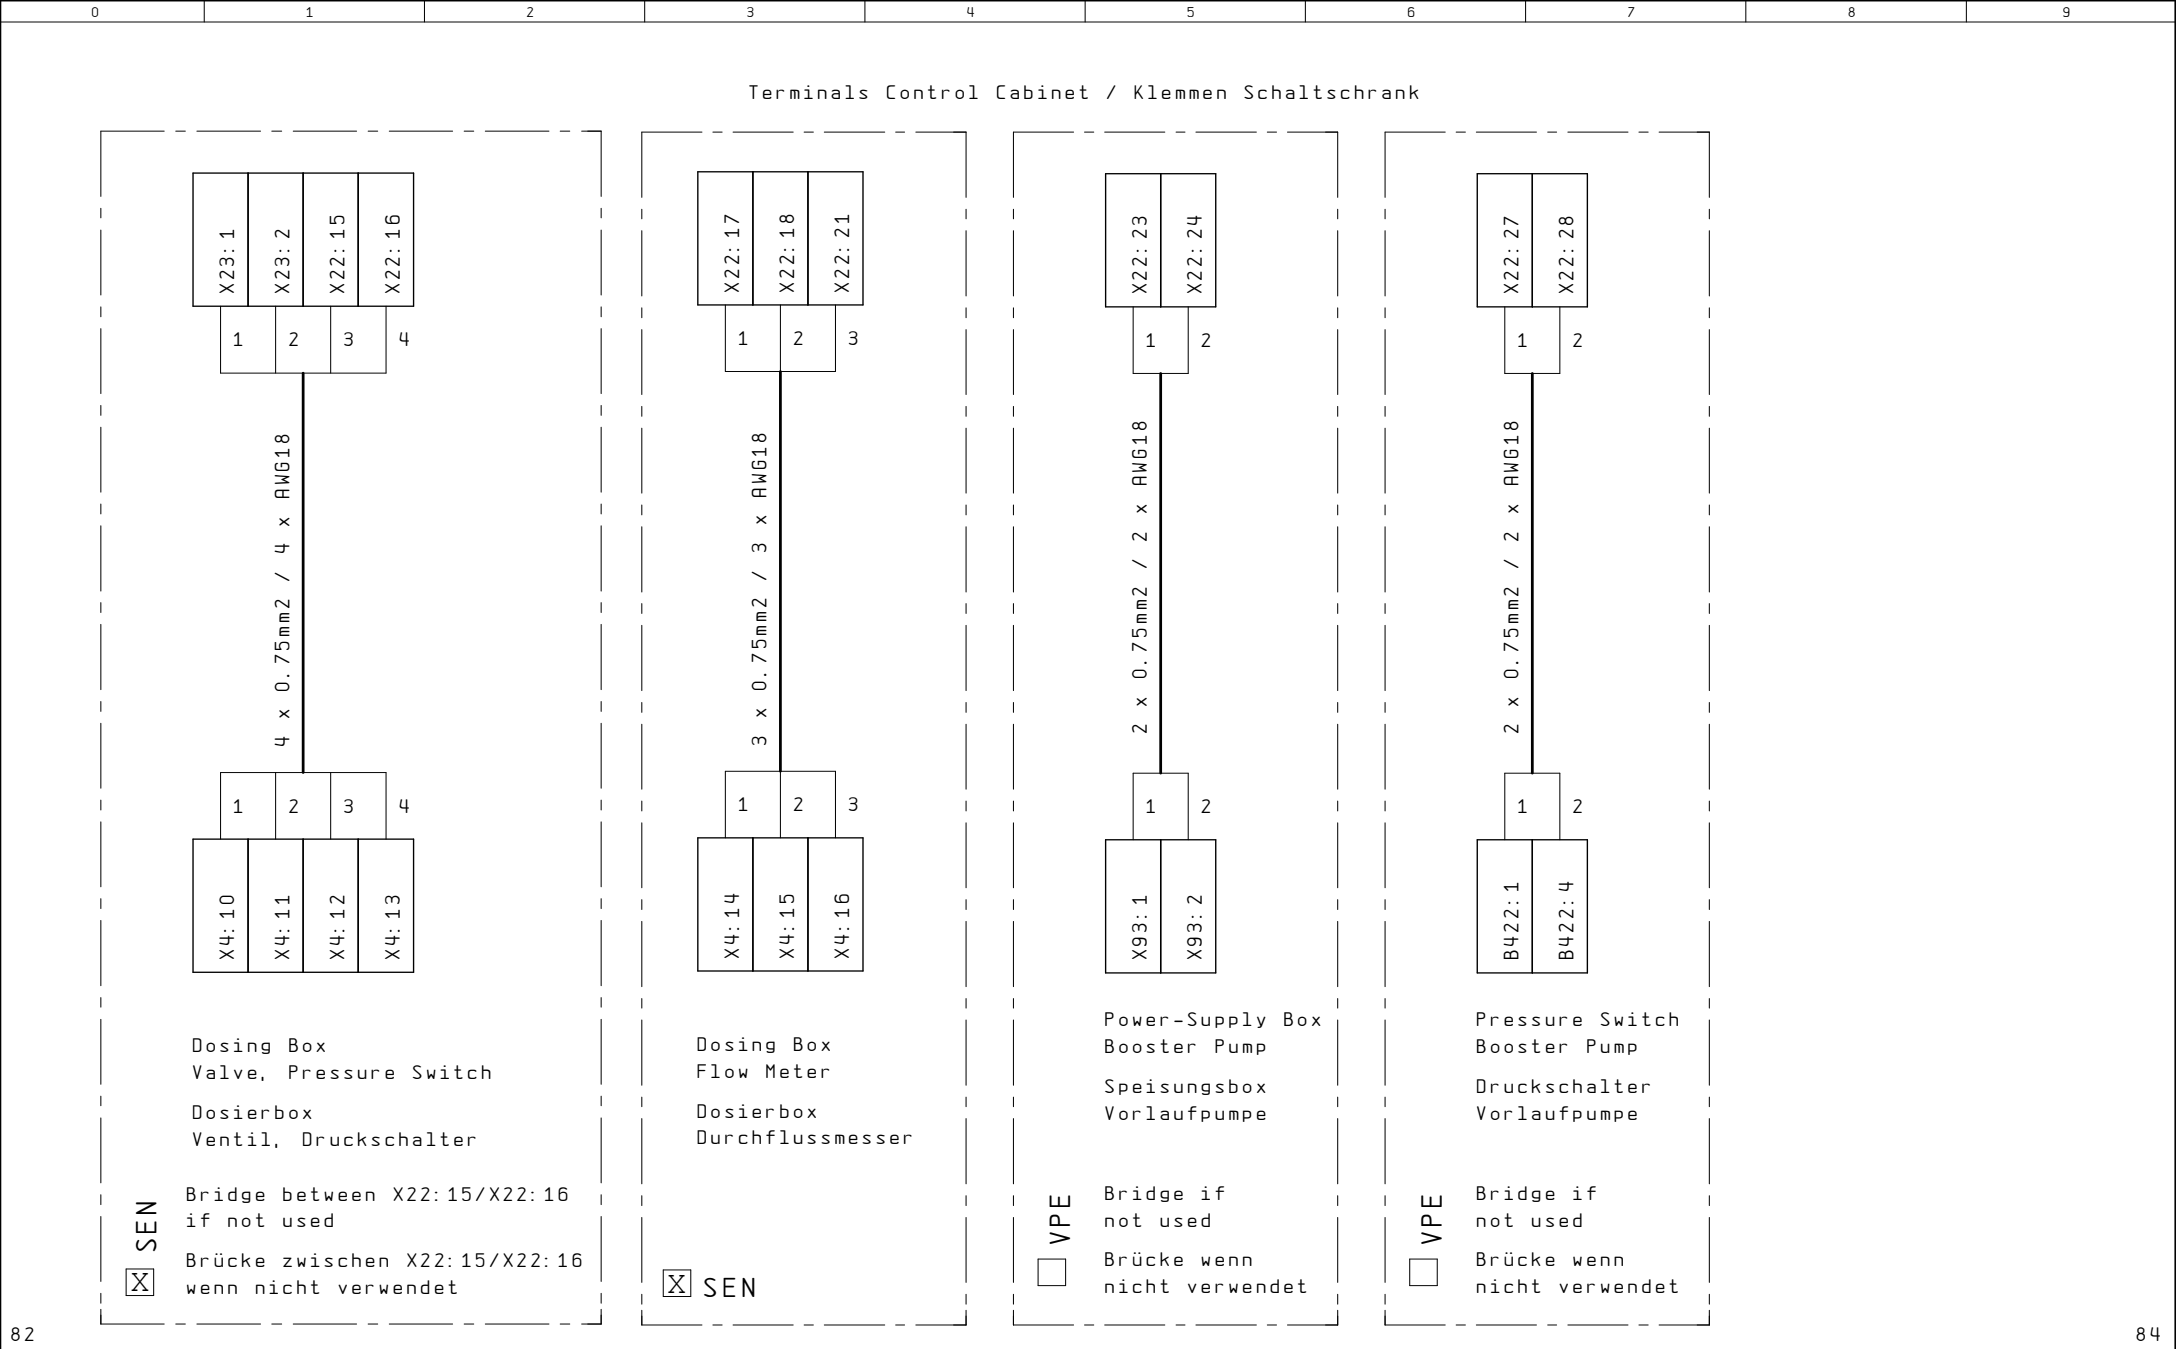 0 1 2 3 4 5 6 7 8 9
Terminals Control Cabinet / Klemmen Schaltschrank
X23:1 X23:2 X22:15 X22:16
1 2 3 4
4 x 0.75mm2 / 4 x AWG18
1 2 3 4
X4:10 X4:11 X4:12 X4:13
Dosing Box
Valve, Pressure Switch
Dosierbox
Ventil, Druckschalter
SEN
X
Bridge between X22:15/X22:16
if not used
Brücke zwischen X22:15/X22:16
wenn nicht verwendet
X22:17 X22:18 X22:21
1 2 3
3 x 0.75mm2 / 3 x AWG18
1 2 3
X4:14 X4:15 X4:16
Dosing Box
Flow Meter
Dosierbox
Durchflussmesser
X SEN
X22:23 X22:24
1 2
2 x 0.75mm2 / 2 x AWG18
1 2
X93:1 X93:2
Power-Supply Box
Booster Pump
Speisungsbox
Vorlaufpumpe
VPE
Bridge if
not used
Brücke wenn
nicht verwendet
X22:27 X22:28
1 2
2 x 0.75mm2 / 2 x AWG18
1 2
B422:1 B422:4
Pressure Switch
Booster Pump
Druckschalter
Vorlaufpumpe
VPE
Bridge if
not used
Brücke wenn
nicht verwendet
82
84